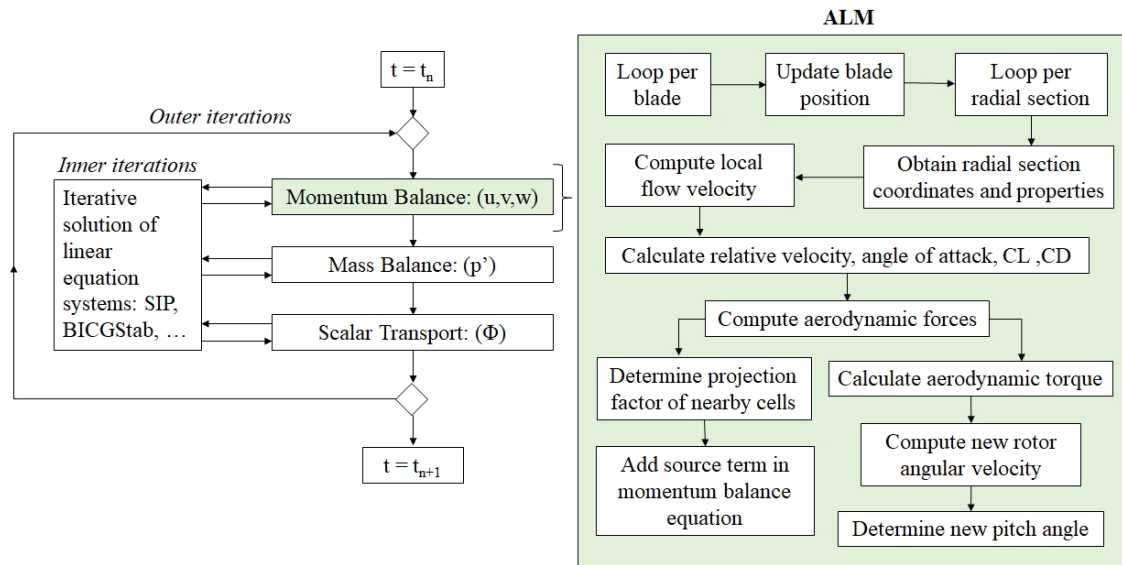 ALM
t = tn
Outer iterations
Inner iterations
Iterative
solution of
linear
equation
systems: SIP,
BICGStab, …
Momentum Balance: (u,v,w)
Mass Balance: (p’)
Scalar Transport: (Φ)
t = tn+1
Loop per
blade
Update blade
position
Loop per
radial section
Obtain radial section
coordinates and properties
Compute local
flow velocity
Calculate relative velocity, angle of attack, CL ,CD
Compute aerodynamic forces
Determine projection
factor of nearby cells
Add source term in
momentum balance
equation
Calculate aerodynamic torque
Compute new rotor
angular velocity
Determine new pitch angle